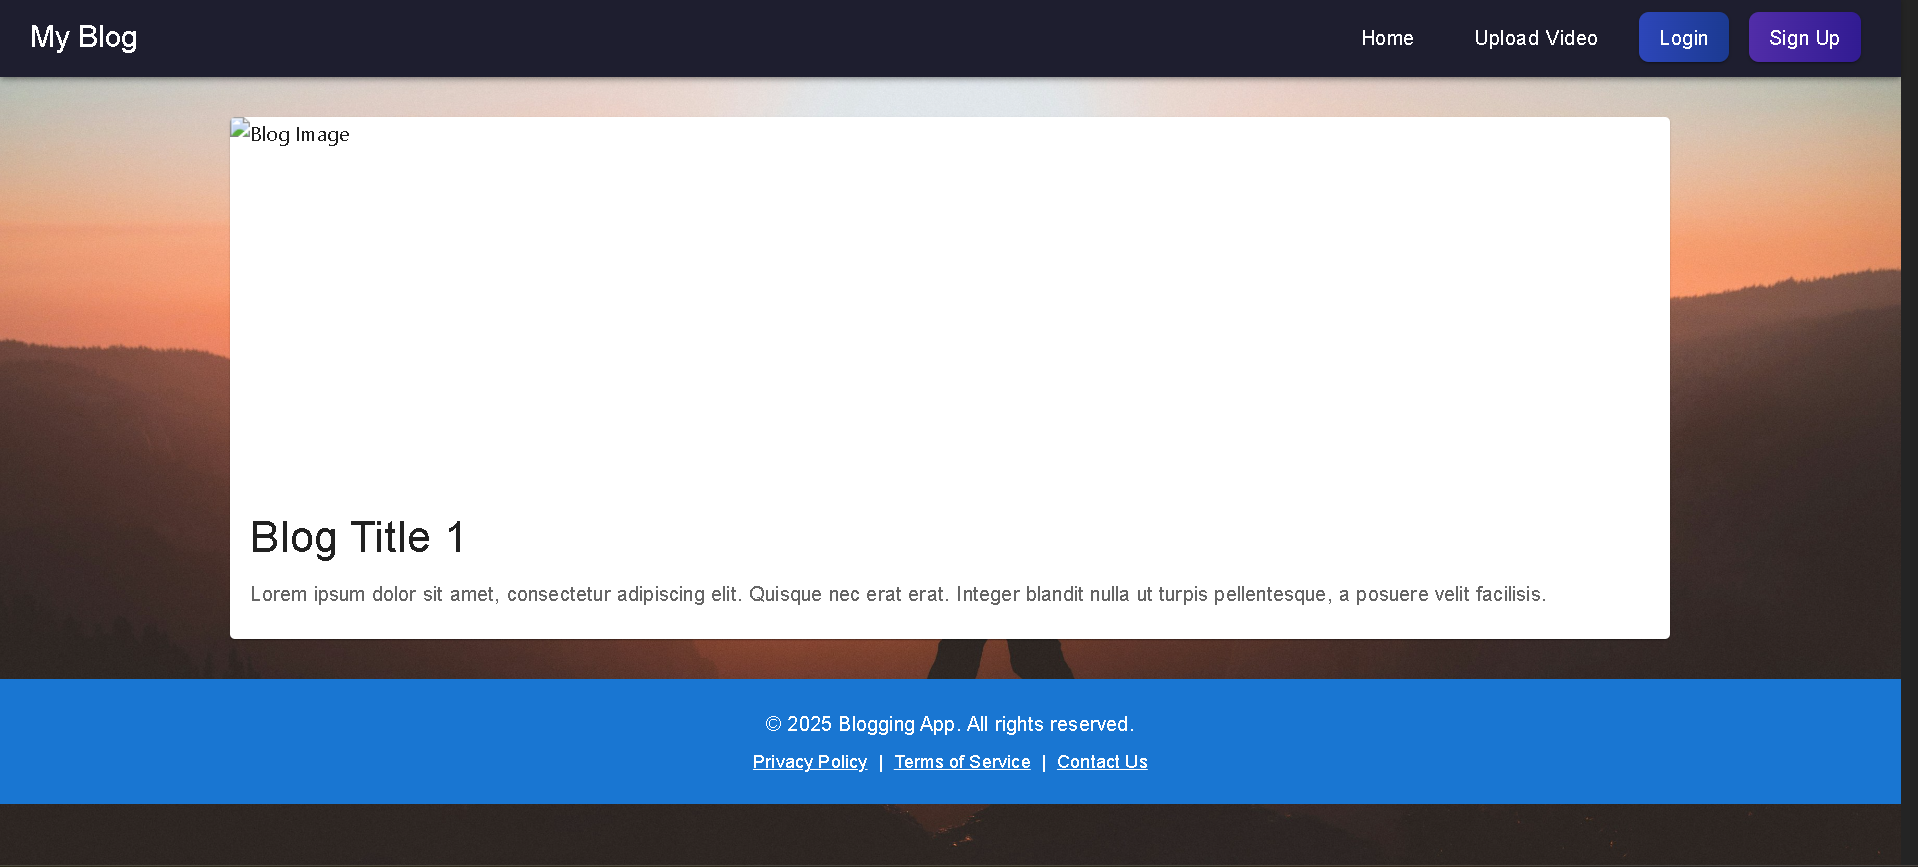 My Blog
Home
Upload Video
Login
Sign Up
Blog Image
Blog Title 1
Lorem ipsum dolor sit amet, consectetur adipiscing elit. Quisque nec erat erat. Integer blandit nulla ut turpis pellentesque, a posuere velit facilisis.
© 2025 Blogging App. All rights reserved.
Privacy Policy | Terms of Service | Contact Us